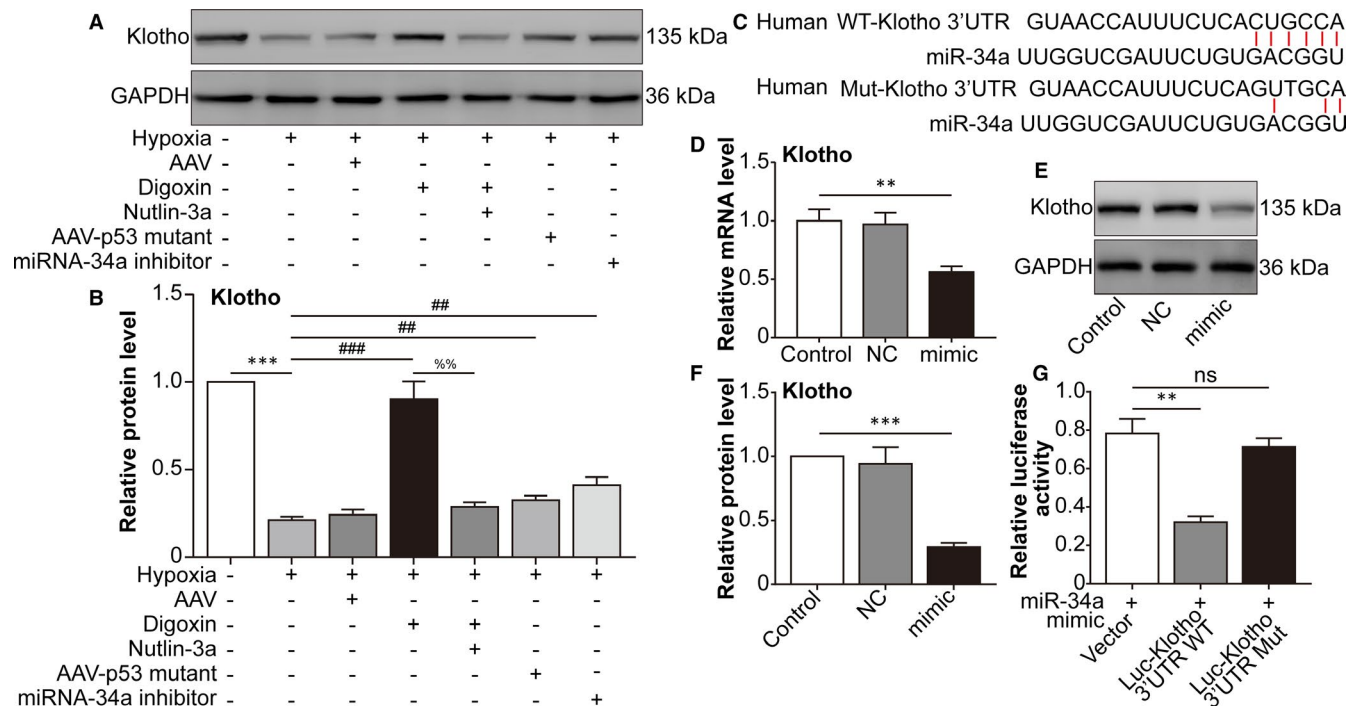 A
Klotho 135 kDa
GAPDH 36 kDa
Hypoxia - + + + + + +
AAV - - + - - - -
Digoxin - - - + + - -
Nutlin-3a - - - - + - -
AAV-p53 mutant - - - - - + -
miRNA-34a inhibitor - - - - - - +
B
Klotho
Relative protein level
1.5
1.0
0.5
0
***
###
##
##
%%
Hypoxia - + + + + + +
AAV - - + - - - -
Digoxin - - - + + - -
Nutlin-3a - - - - + - -
AAV-p53 mutant - - - - - + -
miRNA-34a inhibitor - - - - - - +
C
Human WT-Klotho 3'UTR GUAACCAUUUCUCACUGCCA
miR-34a UUGGUCGAUUCUGUGACGGU
Human Mut-Klotho 3'UTR GUAACCAUUUCUCAGUTGCA
miR-34a UUGGUCGAUUCUGUGACGGU
D
Klotho
Relative mRNA level
1.5
1.0
0.5
0
**
Control NC mimic
E
Klotho 135 kDa
GAPDH 36 kDa
Control NC mimic
F
Klotho
Relative protein level
1.5
1.0
0.5
0
***
Control NC mimic
G
Relative luciferase
activity
0.8
0.6
0.4
0.2
0
ns
**
miR-34a + + +
mimic
Vector
Luc-Klotho
3'UTR WT
Luc-Klotho
3'UTR Mut